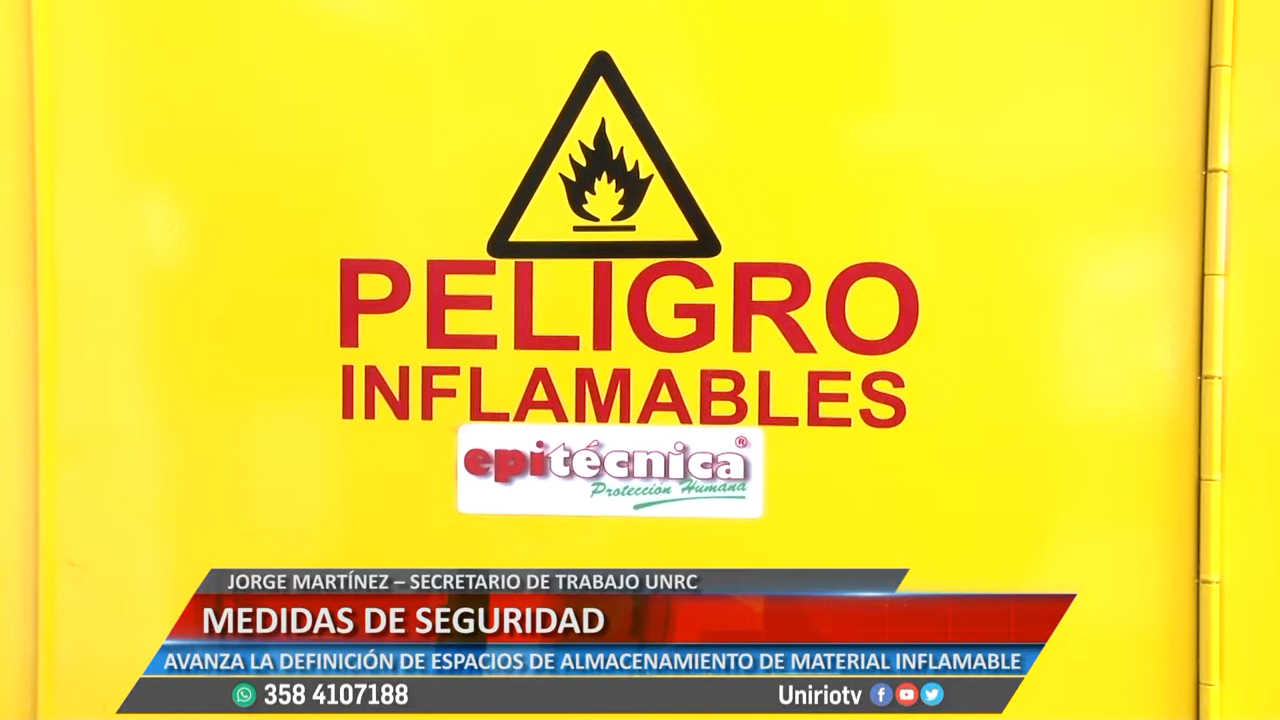 PELIGRO
INFLAMABLES
epitécnica®
Protección Humana
JORGE MARTÍNEZ – SECRETARIO DE TRABAJO UNRC
MEDIDAS DE SEGURIDAD
AVANZA LA DEFINICIÓN DE ESPACIOS DE ALMACENAMIENTO DE MATERIAL INFLAMABLE
358 4107188
Uniriotv